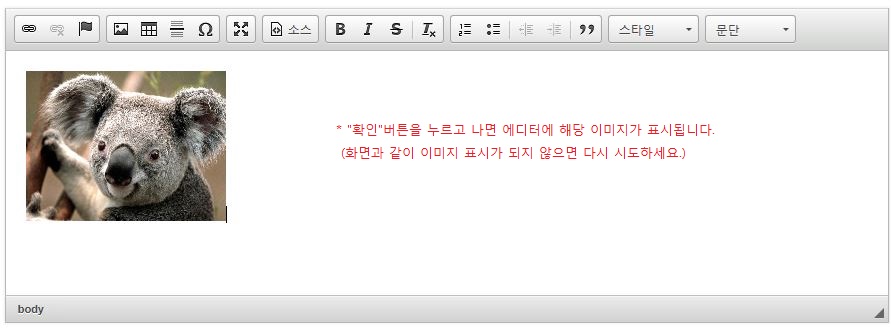 소스
B I S Tx
스타일 문단
* "확인"버튼을 누르고 나면 에디터에 해당 이미지가 표시됩니다.
(화면과 같이 이미지 표시가 되지 않으면 다시 시도하세요.)
body